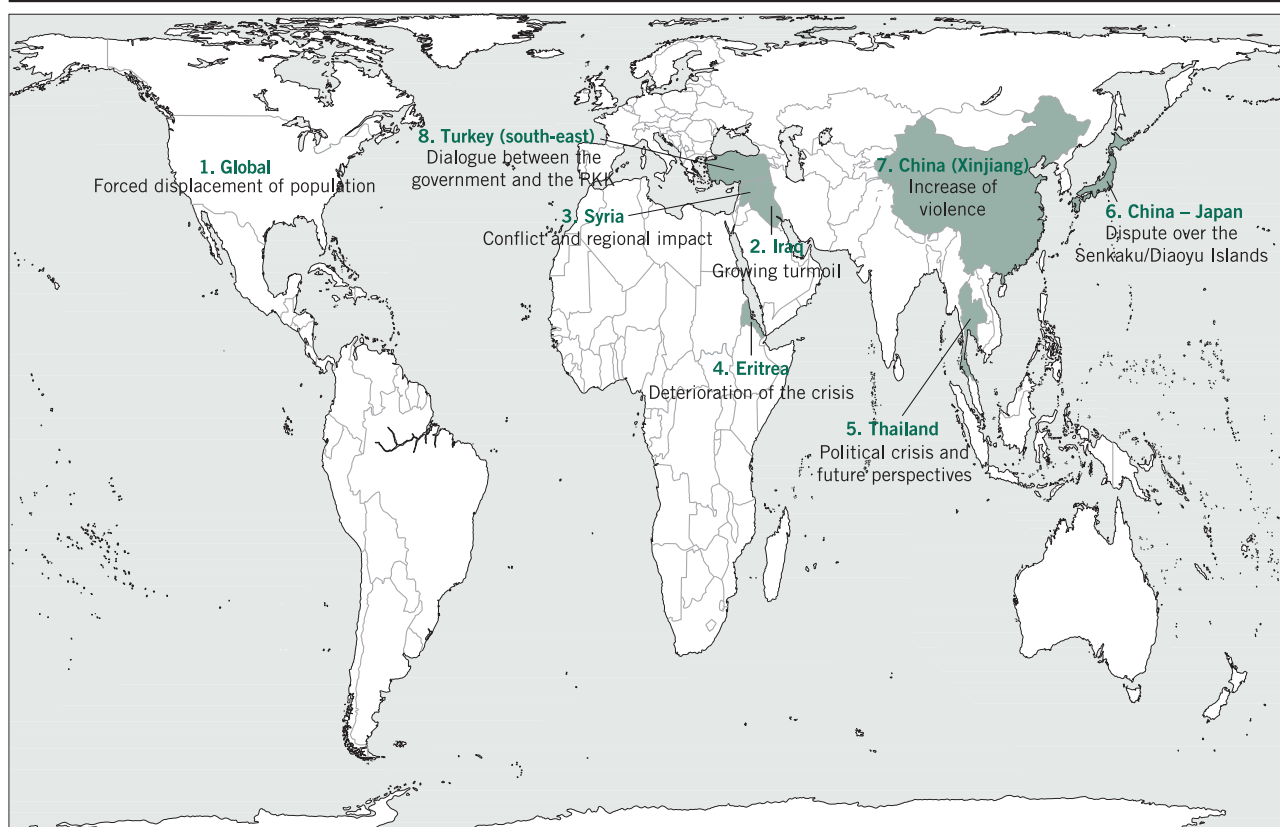 1. Global
Forced displacement of population
8. Turkey (south-east)
Dialogue between the
government and the PKK
3. Syria
Conflict and regional impact
2. Iraq
Growing turmoil
4. Eritrea
Deterioration of the crisis
7. China (Xinjiang)
Increase of
violence
6. China – Japan
Dispute over the
Senkaku/Diaoyu Islands
5. Thailand
Political crisis and
future perspectives